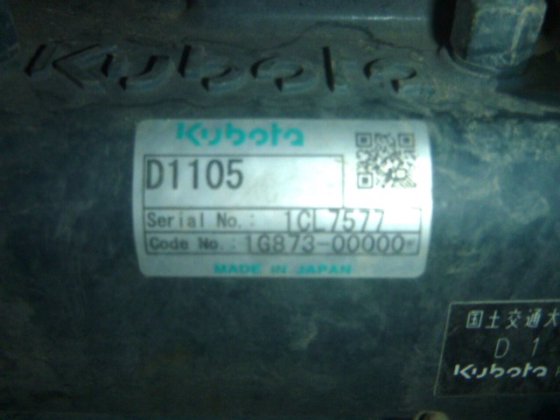 Kubota
Kubota
D1105
Serial No.: 1CL7577
Code No.: 1G873-00000*
MADE IN JAPAN
国土交通大
D 1
Kubota